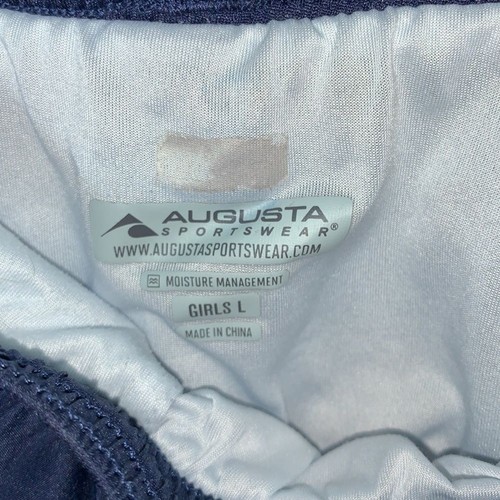 AUGUSTA
SPORTSWEAR®
WWW.AUGUSTASPORTSWEAR.COM
MOISTURE MANAGEMENT
GIRLS L
MADE IN CHINA